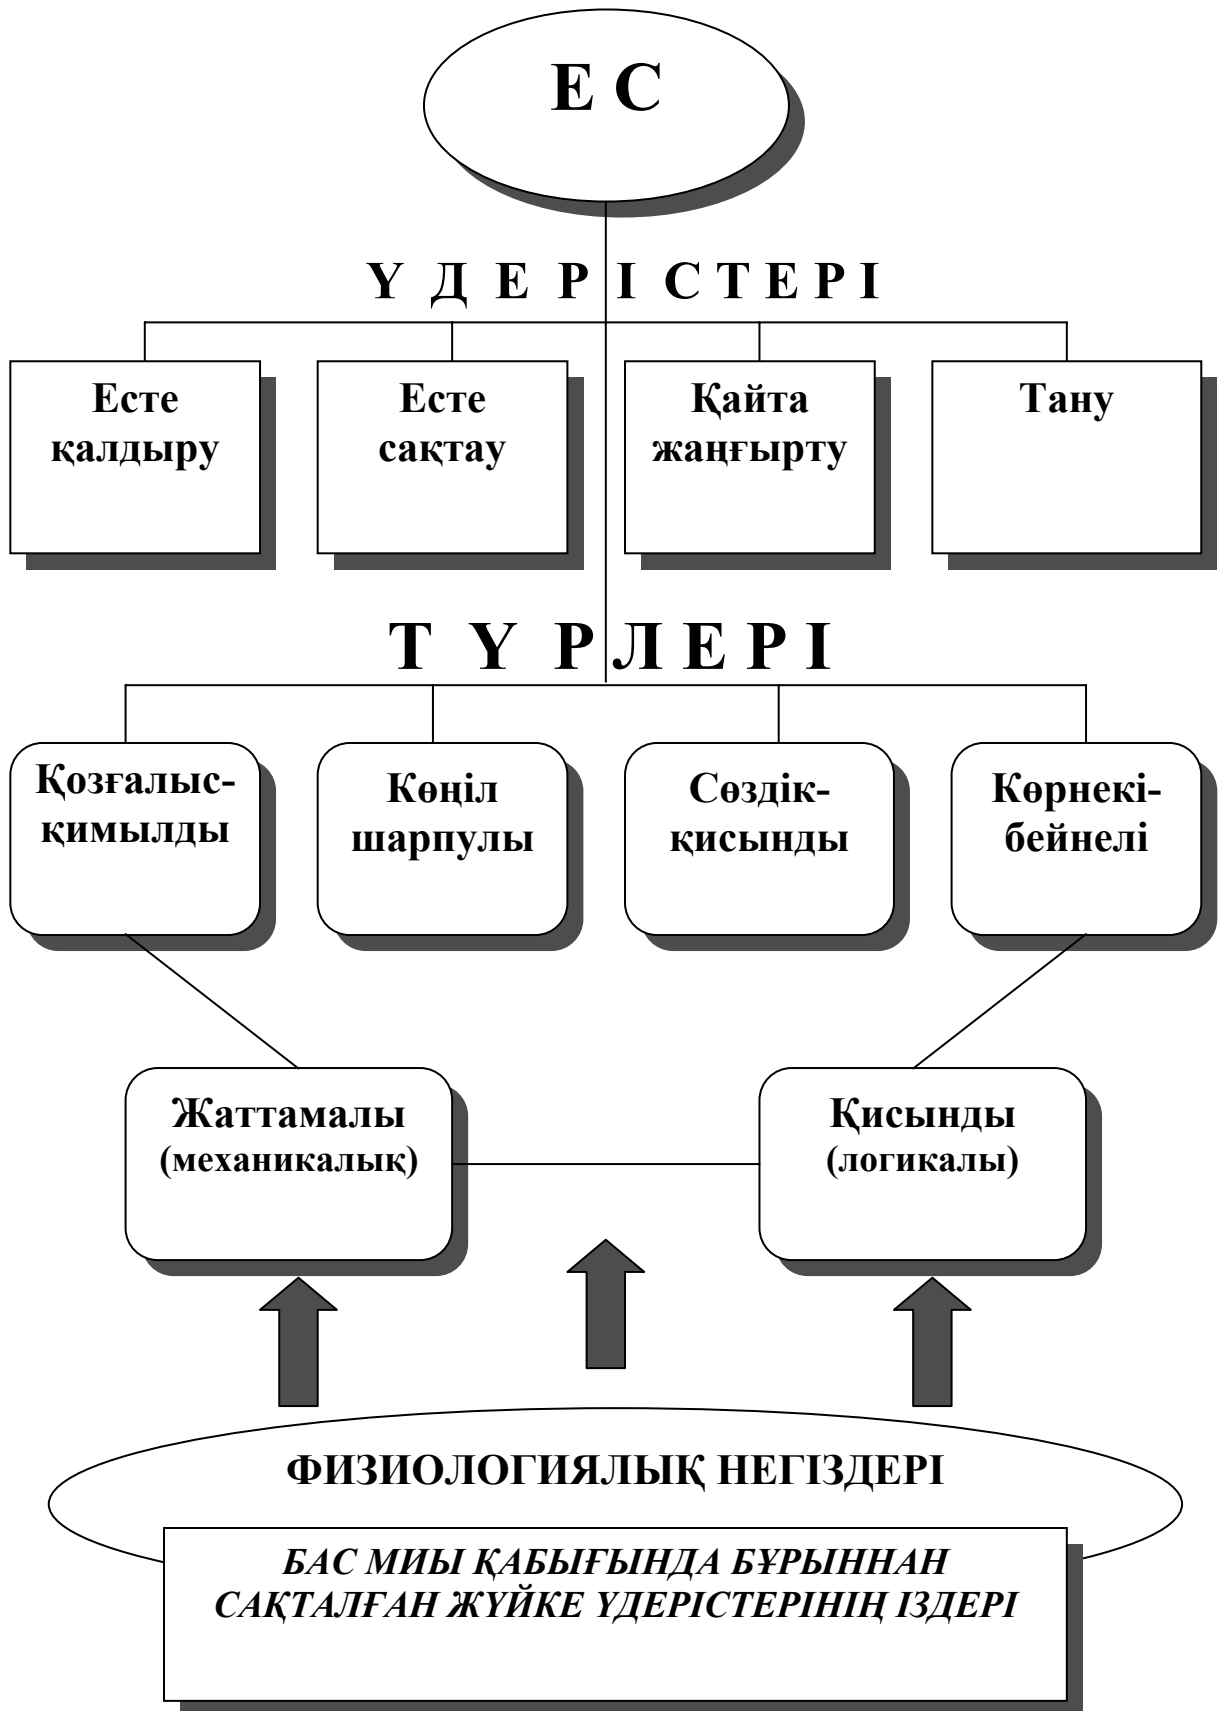 Е С
Ү Д Е Р І С Т Е Р І
Есте
қалдыру
Есте
сақтау
Қайта
жаңғырту
Тану
Т Ү Р Л Е Р І
Қозғалыс-
қимылды
Көңіл
шарпулы
Сөздік-
қисынды
Көрнекі-
бейнелі
Жаттамалы
(механикалық)
Қисынды
(логикалы)
ФИЗИОЛОГИЯЛЫҚ НЕГІЗДЕРІ
БАС МИЫ ҚАБЫҒЫНДА БҰРЫННАН
САҚТАЛҒАН ЖҮЙКЕ ҮДЕРІСТЕРІНІҢ ІЗДЕРІ